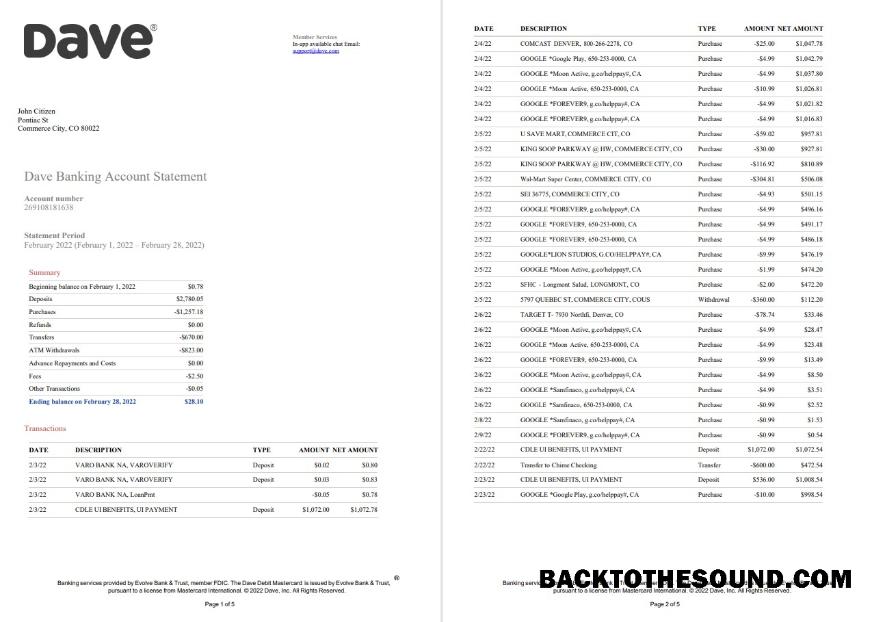 Dave®
Member Services
In-app available chat Email:
support@dave.com
John Citizen
Pontiac St
Commerce City, CO 80022
Dave Banking Account Statement
Account number
269108181638
Statement Period
February 2022 (February 1, 2022 – February 28, 2022)
Summary
Beginning balance on February 1, 2022 $0.78
Deposits $2,780.05
Purchases -$1,257.18
Refunds $0.00
Transfers -$670.00
ATM Withdrawals -$823.00
Advance Repayments and Costs $0.00
Fees -$2.50
Other Transactions -$0.05
Ending balance on February 28, 2022 $28.10
Transactions
DATE DESCRIPTION TYPE AMOUNT NET AMOUNT
2/3/22 VARO BANK NA, VAROVERIFY Deposit $0.02 $0.80
2/3/22 VARO BANK NA, VAROVERIFY Deposit $0.03 $0.83
2/3/22 VARO BANK NA, LoanPmt -$0.05 $0.78
2/3/22 CDLE UI BENEFITS, UI PAYMENT Deposit $1,072.00 $1,072.78
®
Banking services provided by Evolve Bank & Trust, member FDIC. The Dave Debit Mastercard is issued by Evolve Bank & Trust,
pursuant to a license from Mastercard International. © 2022 Dave, Inc. All Rights Reserved.
Page 1 of 5
DATE DESCRIPTION TYPE AMOUNT NET AMOUNT
2/4/22 COMCAST DENVER, 800-266-2278, CO Purchase -$25.00 $1,047.78
2/4/22 GOOGLE *Google Play, 650-253-0000, CA Purchase -$4.99 $1,042.79
2/4/22 GOOGLE *Moon Active, g.co/helppay#, CA Purchase -$4.99 $1,037.80
2/4/22 GOOGLE *Moon Active, 650-253-0000, CA Purchase -$10.99 $1,026.81
2/4/22 GOOGLE *FOREVER9, g.co/helppay#, CA Purchase -$4.99 $1,021.82
2/4/22 GOOGLE *FOREVER9, g.co/helppay#, CA Purchase -$4.99 $1,016.83
2/5/22 U SAVE MART, COMMERCE CIT, CO Purchase -$59.02 $957.81
2/5/22 KING SOOP PARKWAY @ HW, COMMERCE CITY, CO Purchase -$30.00 $927.81
2/5/22 KING SOOP PARKWAY @ HW, COMMERCE CITY, CO Purchase -$116.92 $810.89
2/5/22 Wal-Mart Super Center, COMMERCE CITY, CO Purchase -$304.81 $506.08
2/5/22 SEI 36775, COMMERCE CITY, CO Purchase -$4.93 $501.15
2/5/22 GOOGLE *FOREVER9, g.co/helppay#, CA Purchase -$4.99 $496.16
2/5/22 GOOGLE *FOREVER9, 650-253-0000, CA Purchase -$4.99 $491.17
2/5/22 GOOGLE *FOREVER9, 650-253-0000, CA Purchase -$4.99 $486.18
2/5/22 GOOGLE*LION STUDIOS, G.CO/HELPPAY#, CA Purchase -$9.99 $476.19
2/5/22 GOOGLE *Moon Active, g.co/helppay#, CA Purchase -$1.99 $474.20
2/5/22 SFHC - Longmont Salud, LONGMONT, CO Purchase -$2.00 $472.20
2/5/22 5797 QUEBEC ST, COMMERCE CITY, COUS Withdrawal -$360.00 $112.20
2/6/22 TARGET T- 7930 Northfi, Denver, CO Purchase -$78.74 $33.46
2/6/22 GOOGLE *Moon Active, g.co/helppay#, CA Purchase -$4.99 $28.47
2/6/22 GOOGLE *Moon Active, 650-253-0000, CA Purchase -$4.99 $23.48
2/6/22 GOOGLE *FOREVER9, 650-253-0000, CA Purchase -$9.99 $13.49
2/6/22 GOOGLE *Moon Active, g.co/helppay#, CA Purchase -$4.99 $8.50
2/6/22 GOOGLE *Samfinaco, g.co/helppay#, CA Purchase -$4.99 $3.51
2/6/22 GOOGLE *Samfinaco, 650-253-0000, CA Purchase -$0.99 $2.52
2/8/22 GOOGLE *Samfinaco, g.co/helppay#, CA Purchase -$0.99 $1.53
2/9/22 GOOGLE *FOREVER9, g.co/helppay#, CA Purchase -$0.99 $0.54
2/22/22 CDLE UI BENEFITS, UI PAYMENT Deposit $1,072.00 $1,072.54
2/22/22 Transfer to Chime Checking Transfer -$600.00 $472.54
2/23/22 CDLE UI BENEFITS, UI PAYMENT Deposit $536.00 $1,008.54
2/23/22 GOOGLE *Google Play, g.co/helppay#, CA Purchase -$10.00 $998.54
BACKTOTHESOUND.COM
Banking
pursuant to a license from Mastercard International. © 2022 Dave, Inc. All Rights Reserved.
Page 2 of 5